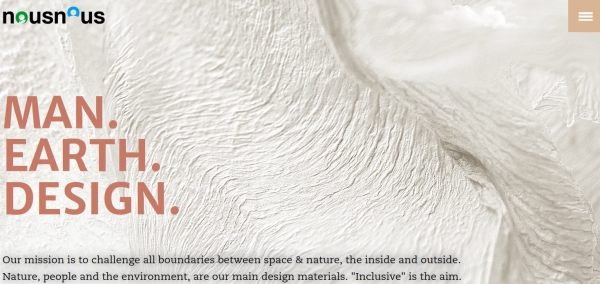 nousnous
MAN.
EARTH.
DESIGN.
Our mission is to challenge all boundaries between space & nature, the inside and outside.
Nature, people and the environment, are our main design materials. "Inclusive" is the aim.